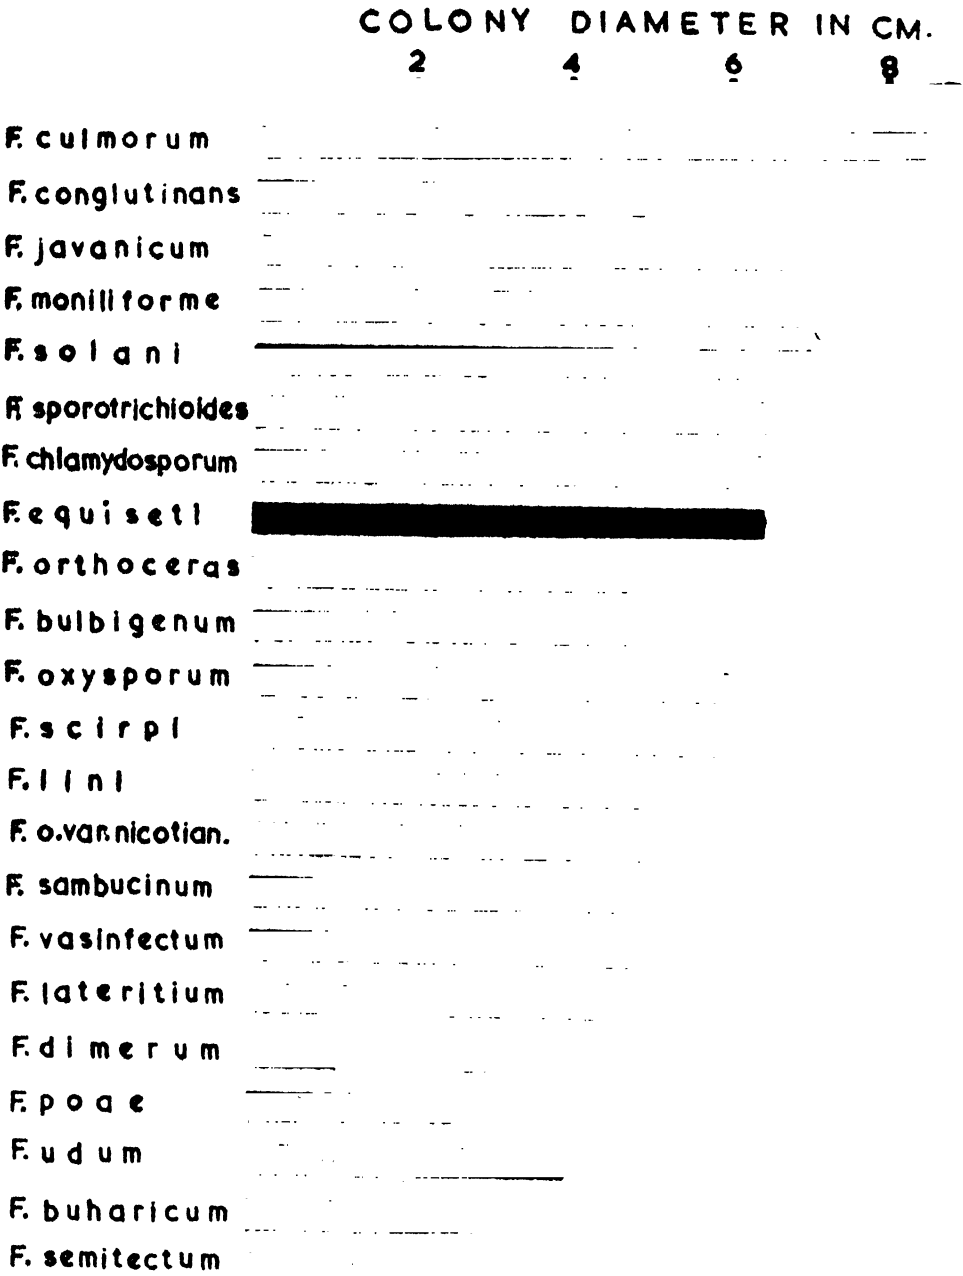 COLONY DIAMETER IN CM.
2 4 6 8
F. culmorum
F. conglutinans
F. javanicum
F. moniliforme
F. solani
F. sporotrichioides
F. chlamydosporum
F. equiseti
F. orthoceras
F. bulbigenum
F. oxysporum
F. scirpi
F. lini
F. o. var. nicotian.
F. sambucinum
F. vasinfectum
F. lateritium
F. dimerum
F. poae
F. udum
F. buharicum
F. semitectum